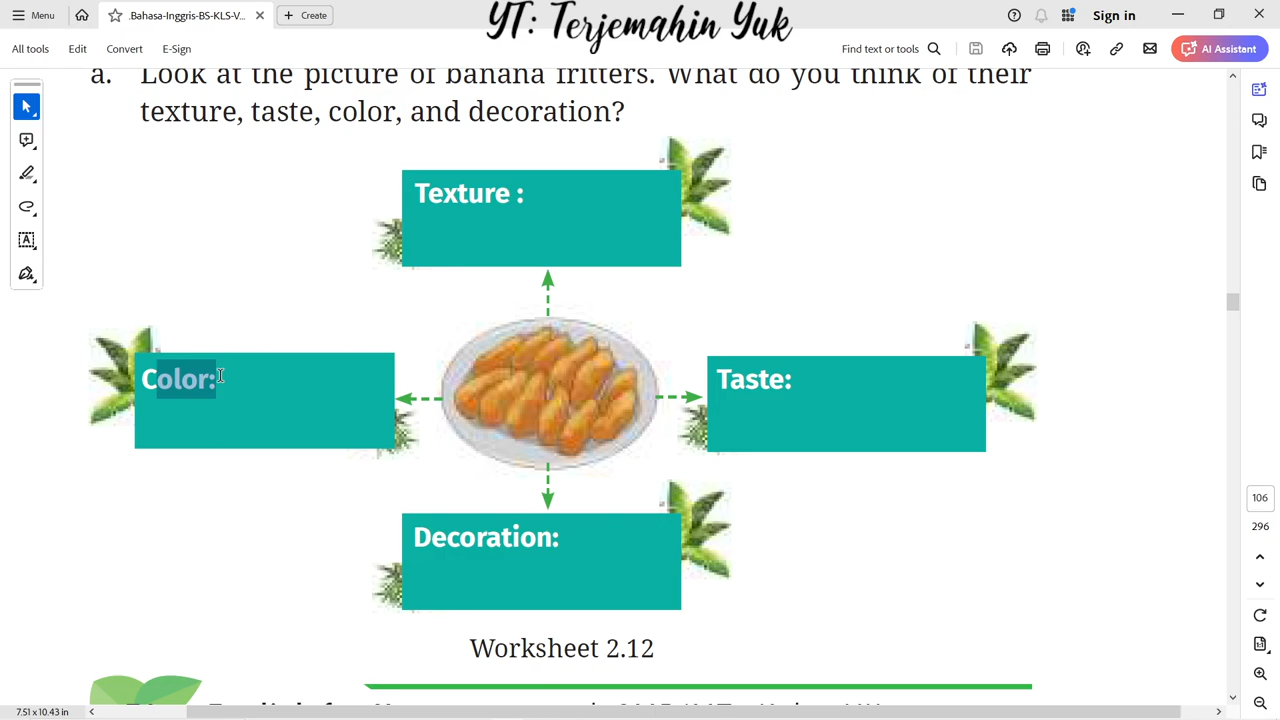 Menu
.Bahasa-Inggris-BS-KLS-V...
Create
YT: Terjemahin Yuk
Sign in
All tools
Edit
Convert
E-Sign
Find text or tools
AI Assistant
a. Look at the picture of banana fritters. What do you think of their
texture, taste, color, and decoration?
Texture :
Color:
Taste:
Decoration:
Worksheet 2.12
106
296
7.51 x 10.43 in